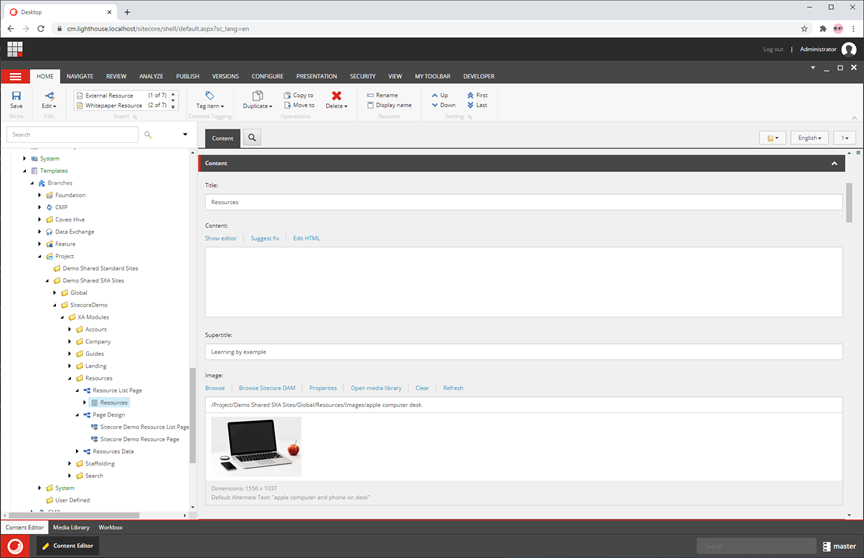 Desktop
cm.lighthouse.localhost/sitecore/shell/default.aspx?sc_lang=en
Log out | Administrator
HOME NAVIGATE REVIEW ANALYZE PUBLISH VERSIONS CONFIGURE PRESENTATION SECURITY VIEW MY TOOLBAR DEVELOPER
External Resource (1 of 7)
Whitepaper Resource (2 of 7)
Save Edit Tag item Duplicate Copy to Move to Delete Rename Display name Up Down First Last
Write Edit Insert Content Tagging Operations Rename Sorting
Search
Content
English 1
System
Templates
Branches
Foundation
CMP
Coveo Hive
Data Exchange
Feature
Project
Demo Shared Standard Sites
Demo Shared SXA Sites
Global
SitecoreDemo
XA Modules
Account
Company
Guides
Landing
Resources
Resource List Page
Resources
Page Design
Sitecore Demo Resource List Page
Sitecore Demo Resource Page
Resources Data
Scaffolding
Search
System
User Defined
Content
Title:
Resources
Content:
Show editor Suggest fix Edit HTML
Supertitle:
Learning by example
Image:
Browse Browse Sitecore DAM Properties Open media library Clear Refresh
/Project/Demo Shared SXA Sites/Global/Resources/Images/apple computer desk
Dimensions: 1556 x 1037
Default Alternate Text: "apple computer and phone on desk"
Content Editor Media Library Workbox
Content Editor
Search
master